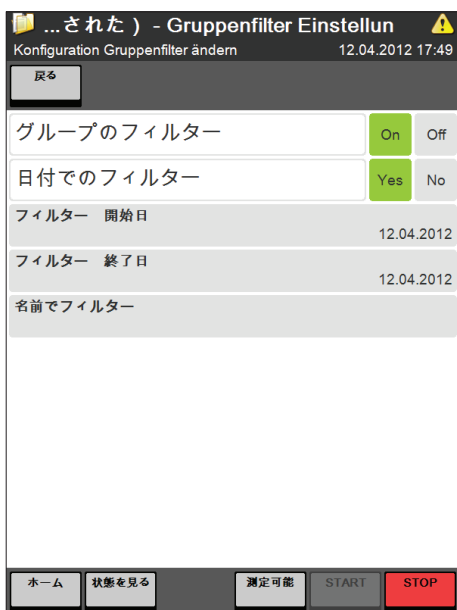 ...された) - Gruppenfilter Einstellun
Konfiguration Gruppenfilter ändern 12.04.2012 17:49
戻る
グループのフィルター On Off
日付でのフィルター Yes No
フィルター 開始日
12.04.2012
フィルター 終了日
12.04.2012
名前でフィルター
ホーム 状態を見る 測定可能 START STOP